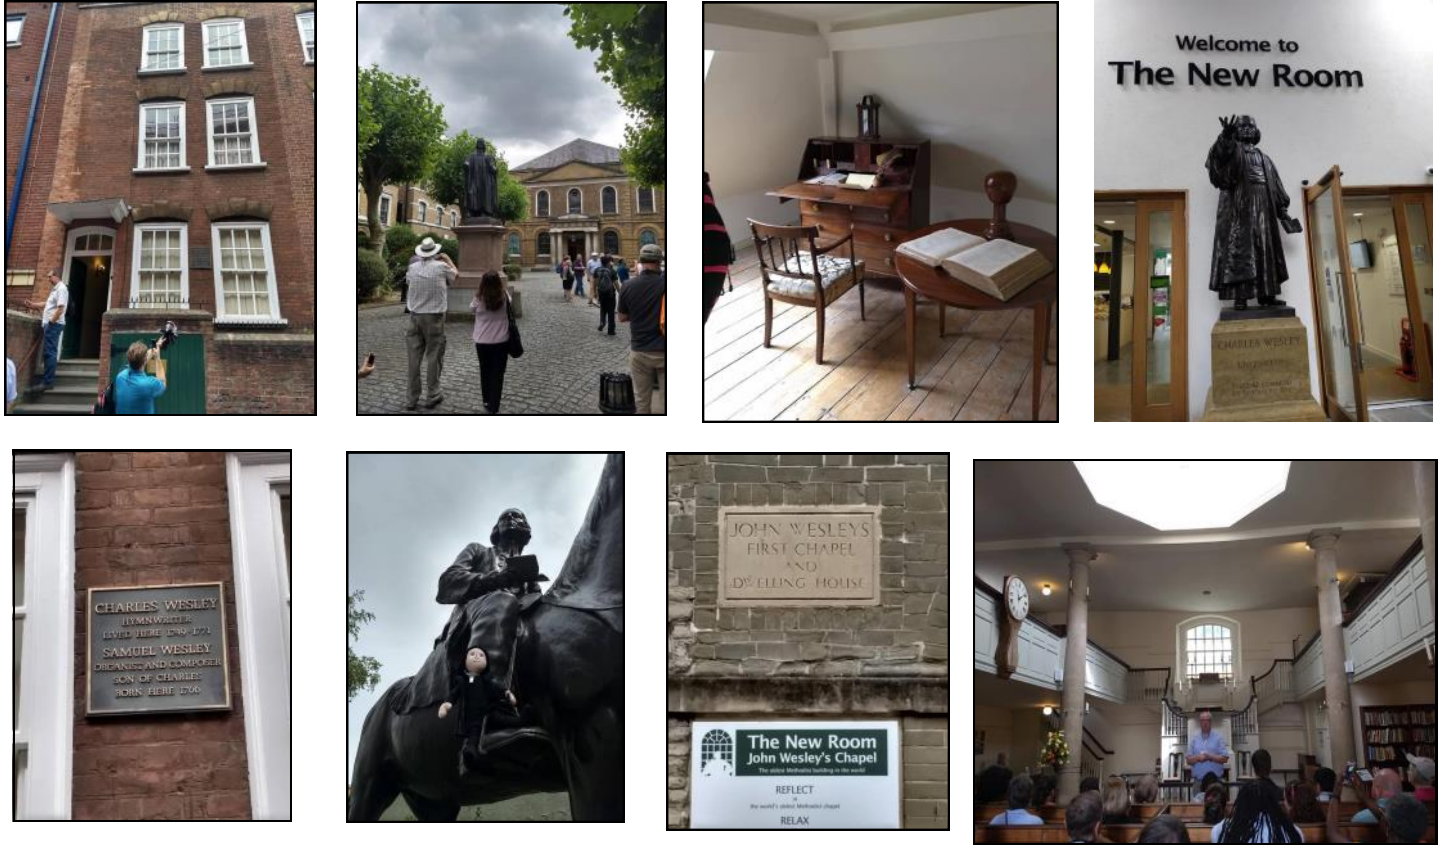 Welcome to
The New Room
CHARLES WESLEY
CHARLES WESLEY
HYMNWRITER
LIVED HERE 1749-1771
SAMUEL WESLEY
ORGANIST AND COMPOSER
SON OF CHARLES
BORN HERE 1766
JOHN WESLEYS
FIRST CHAPEL
AND
DWELLING HOUSE
The New Room
John Wesley's Chapel
The oldest Methodist building in the world
REFLECT
in
the world's oldest Methodist chapel
RELAX